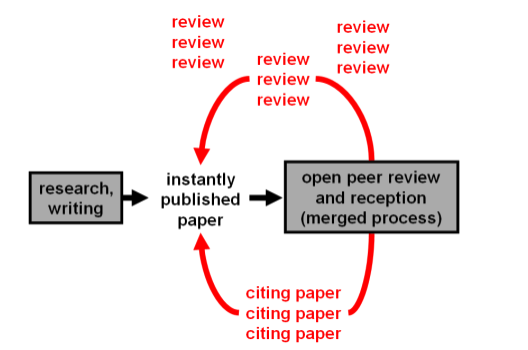 review
review
review
review
review
review
review
review
review
research,
writing
instantly
published
paper
open peer review
and reception
(merged process)
citing paper
citing paper
citing paper